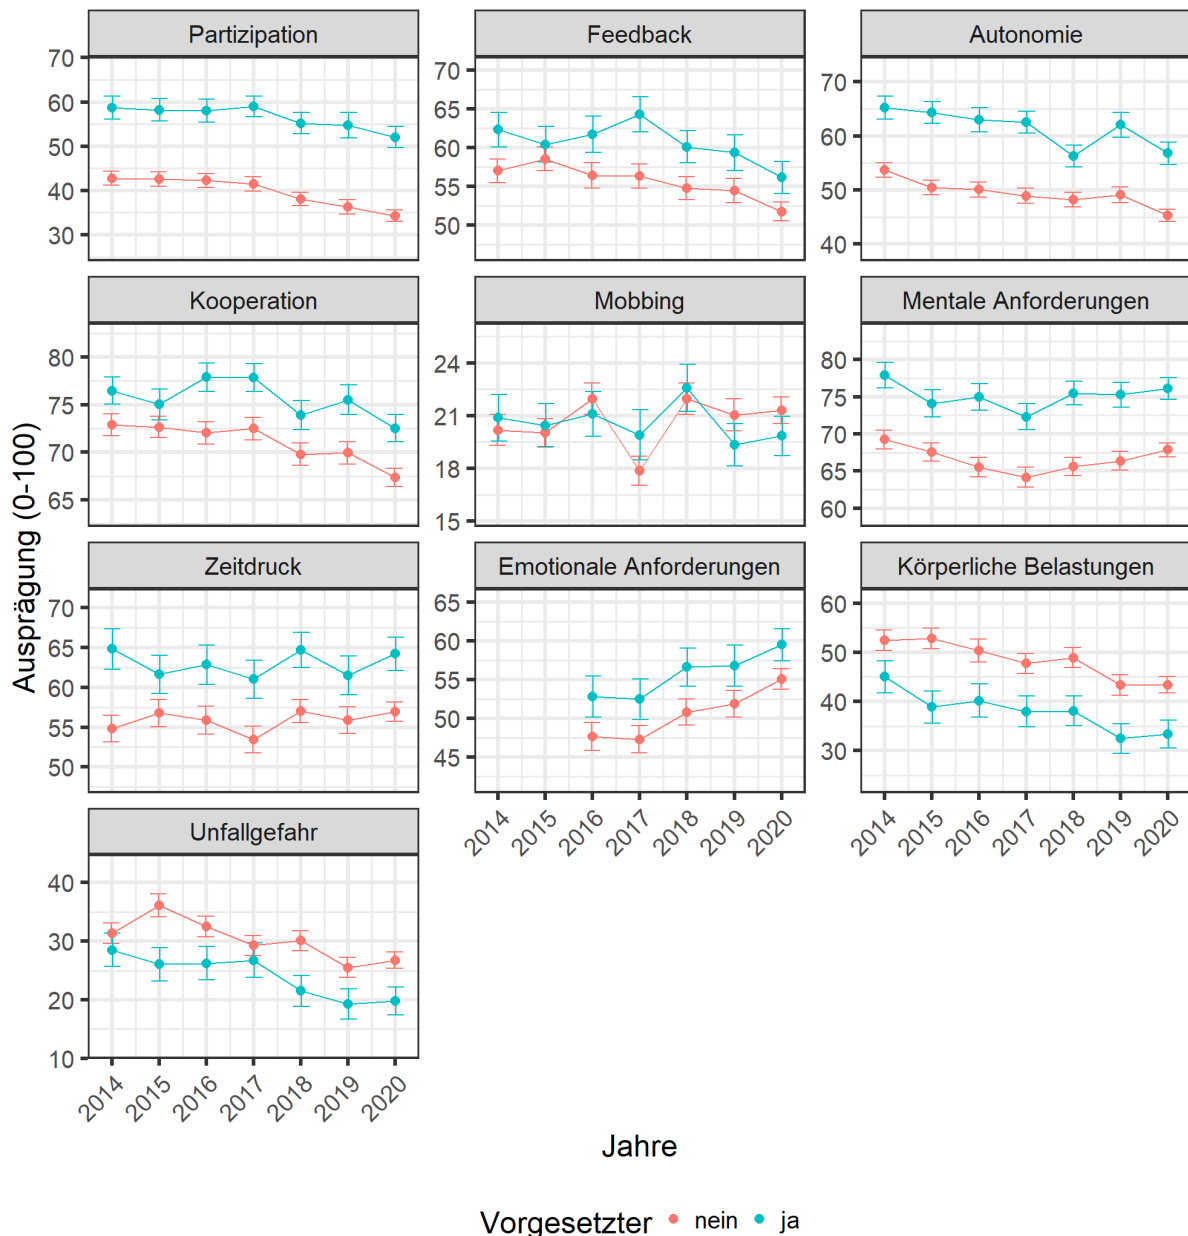 Partizipation
Feedback
Autonomie
70
60
50
40
30
70
65
60
55
50
70
60
50
40
Kooperation
Mobbing
Mentale Anforderungen
80
75
70
65
24
21
18
15
80
75
70
65
60
Zeitdruck
Emotionale Anforderungen
Körperliche Belastungen
70
65
60
55
50
65
60
55
50
45
60
50
40
30
2014 2015 2016 2017 2018 2019 2020
2014 2015 2016 2017 2018 2019 2020
Unfallgefahr
40
30
20
10
2014 2015 2016 2017 2018 2019 2020
Ausprägung (0-100)
Jahre
Vorgesetzter nein ja